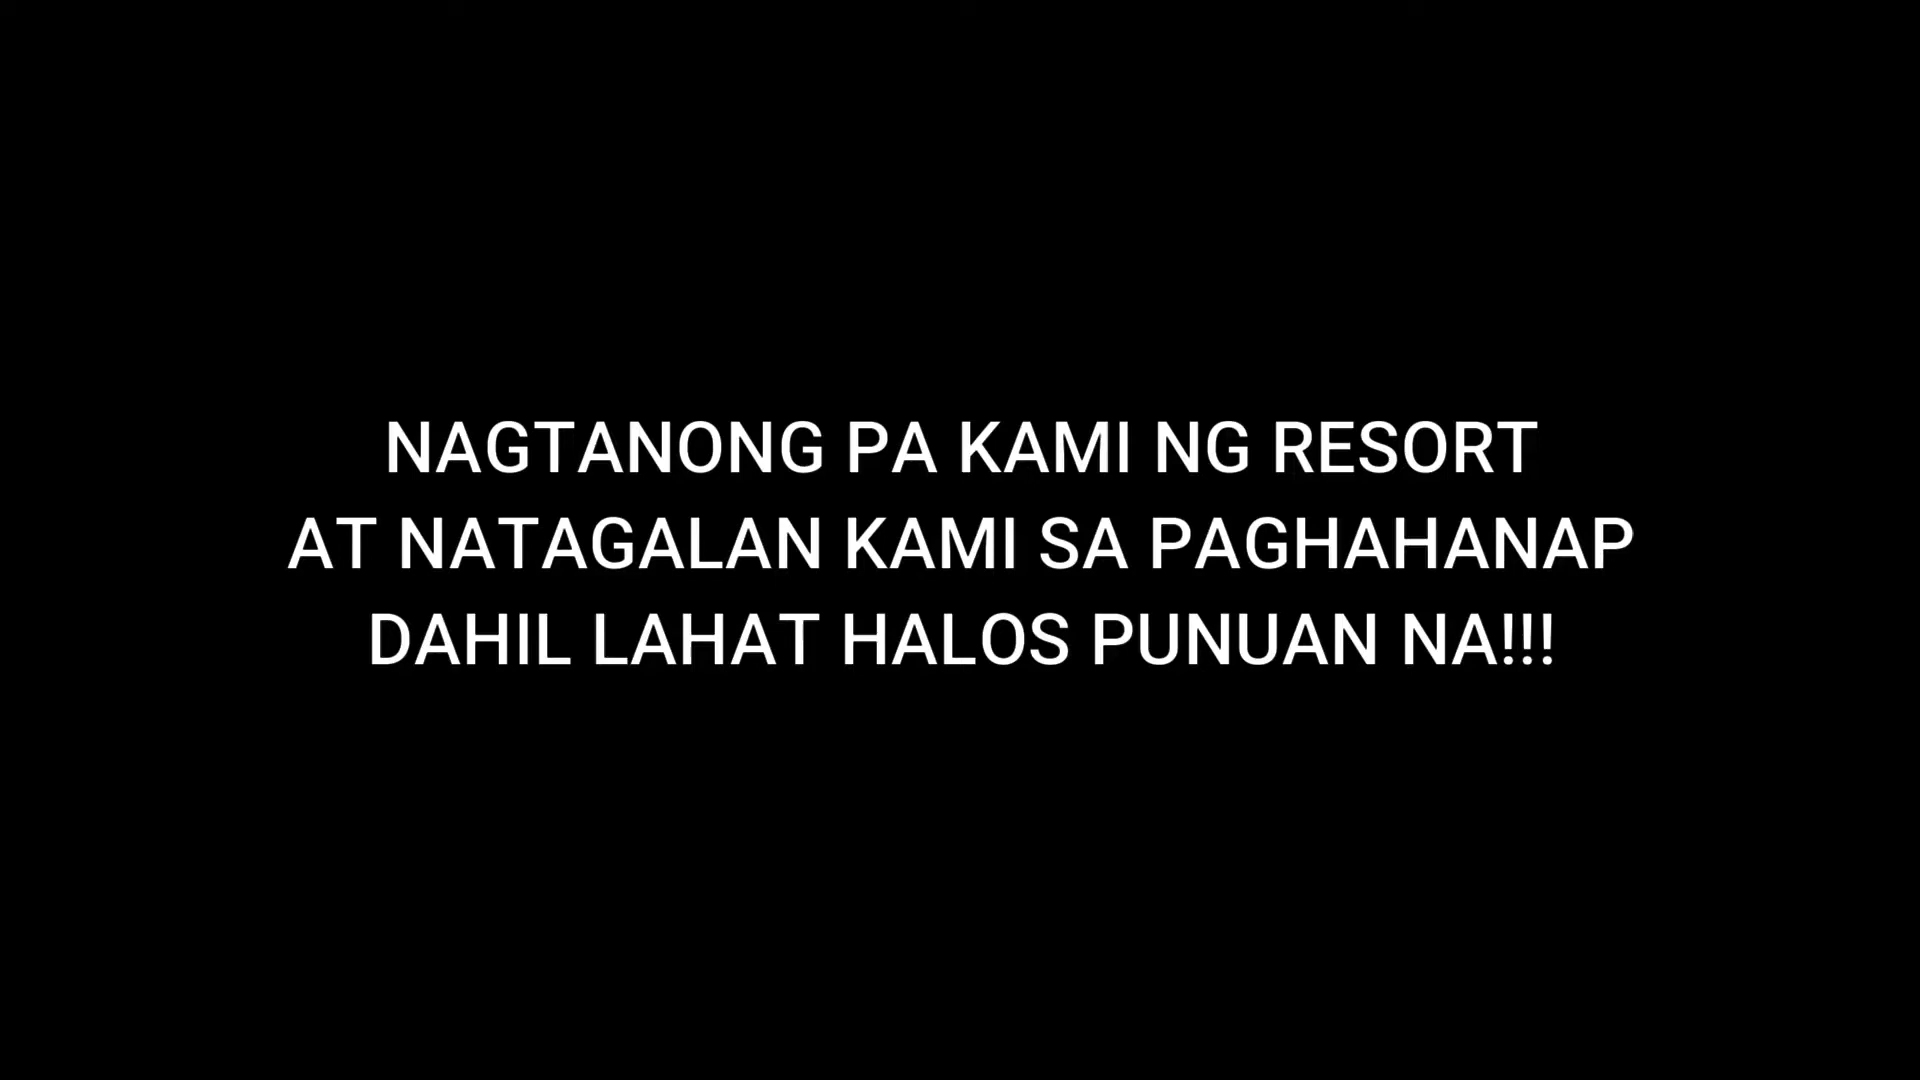 NAGTANONG PA KAMI NG RESORT
AT NATAGALAN KAMI SA PAGHAHANAP
DAHIL LAHAT HALOS PUNUAN NA!!!